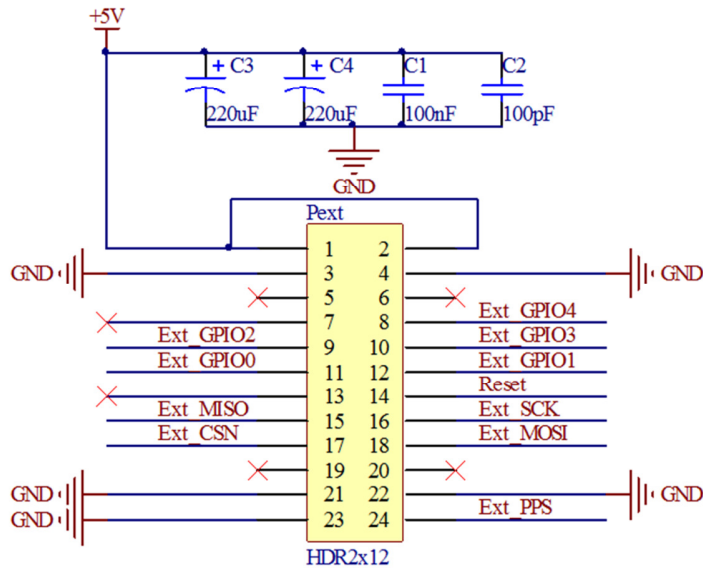 +5V
+ C3
+ C4
C1
C2
220uF
220uF
100nF
100pF
GND
Pext
1 2
GND 3 4 GND
5 6
7 8 Ext_GPIO4
Ext_GPIO2 9 10 Ext_GPIO3
Ext_GPIO0 11 12 Ext_GPIO1
13 14 Reset
Ext_MISO 15 16 Ext_SCK
Ext_CSN 17 18 Ext_MOSI
19 20
GND 21 22 GND
GND 23 24 Ext_PPS
HDR2x12